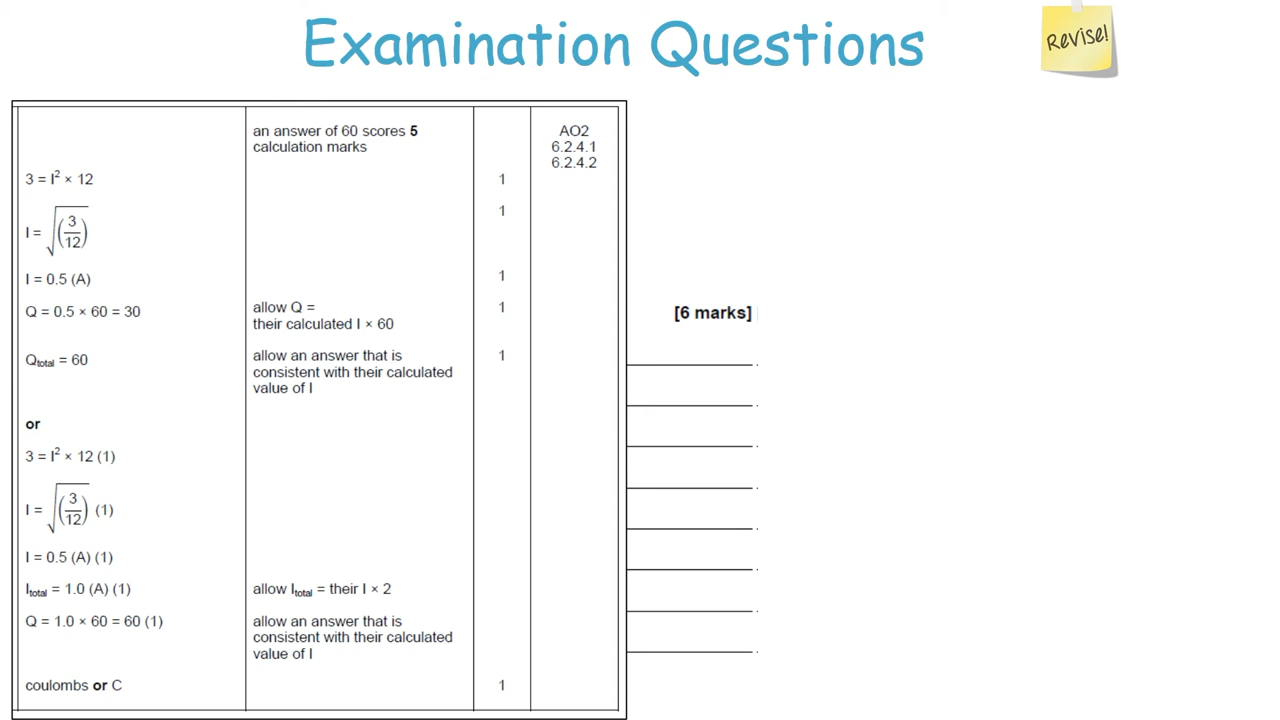 Examination Questions
Revise!
an answer of 60 scores 5
calculation marks
AO2
6.2.4.1
6.2.4.2
3 = I² × 12
1
I = √(3/12)
1
I = 0.5 (A)
1
Q = 0.5 × 60 = 30
allow Q =
their calculated I × 60
1
[6 marks]
Qtotal = 60
allow an answer that is
consistent with their calculated
value of I
1
or
3 = I² × 12 (1)
I = √(3/12) (1)
I = 0.5 (A) (1)
Itotal = 1.0 (A) (1)
allow Itotal = their I × 2
Q = 1.0 × 60 = 60 (1)
allow an answer that is
consistent with their calculated
value of I
coulombs or C
1